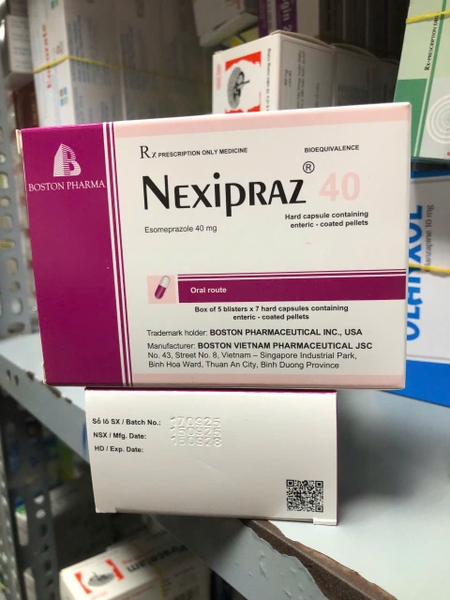 BOSTON PHARMA
Rx PRESCRIPTION ONLY MEDICINE
BIOEQUIVALENCE
NEXIPRAZ® 40
Esomeprazole 40 mg
Hard capsule containing
enteric - coated pellets
Oral route
Box of 5 blisters x 7 hard capsules containing
enteric - coated pellets
Trademark holder: BOSTON PHARMACEUTICAL INC., USA
Manufacturer: BOSTON VIETNAM PHARMACEUTICAL JSC
No. 43, Street No. 8, Vietnam – Singapore Industrial Park,
Binh Hoa Ward, Thuan An City, Binh Duong Province
Số lô SX / Batch No.: 170925
NSX / Mfg. Date: 150925
HD / Exp. Date: 150928